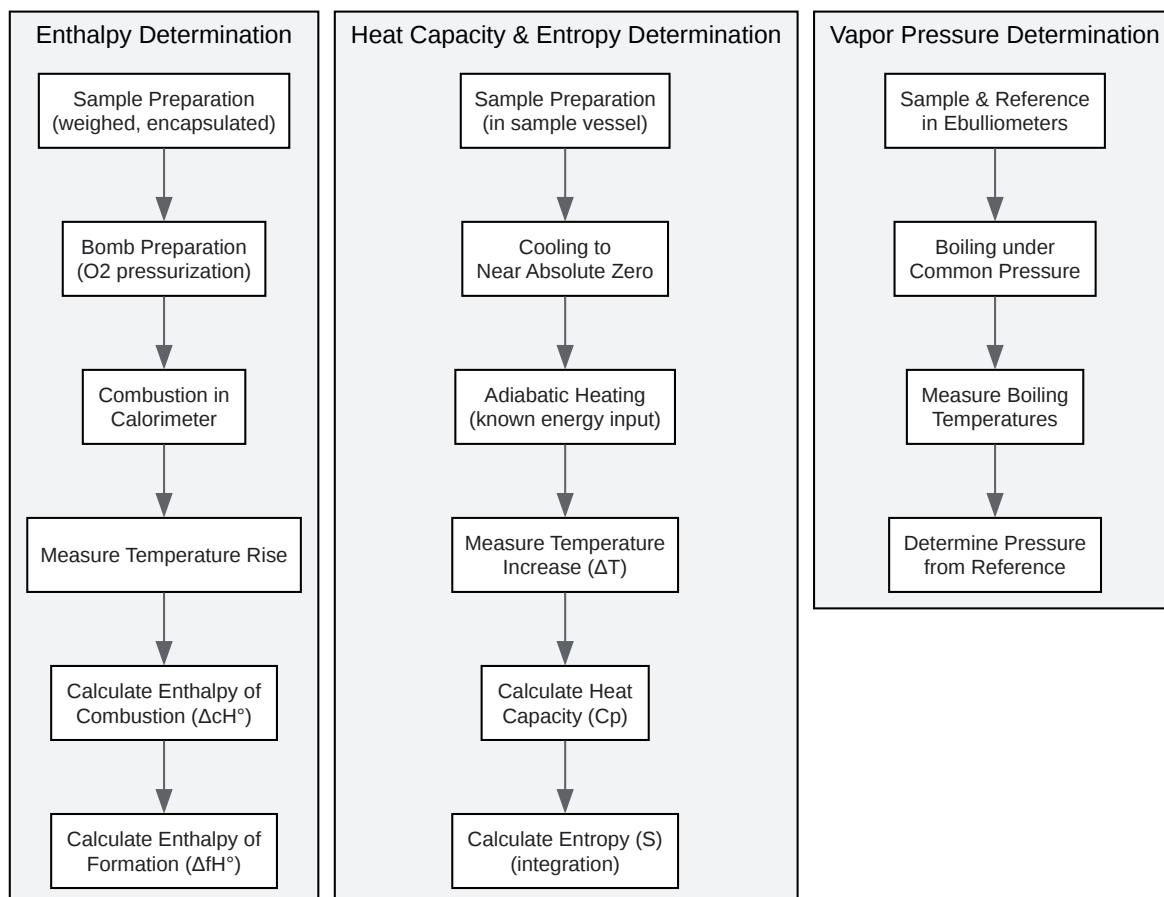 Enthalpy Determination
Sample Preparation
(weighed, encapsulated)
Bomb Preparation
(O2 pressurization)
Combustion in
Calorimeter
Measure Temperature Rise
Calculate Enthalpy of
Combustion (ΔcH°)
Calculate Enthalpy of
Formation (ΔfH°)
Heat Capacity & Entropy Determination
Sample Preparation
(in sample vessel)
Cooling to
Near Absolute Zero
Adiabatic Heating
(known energy input)
Measure Temperature
Increase (ΔT)
Calculate Heat
Capacity (Cp)
Calculate Entropy (S)
(integration)
Vapor Pressure Determination
Sample & Reference
in Ebulliometers
Boiling under
Common Pressure
Measure Boiling
Temperatures
Determine Pressure
from Reference